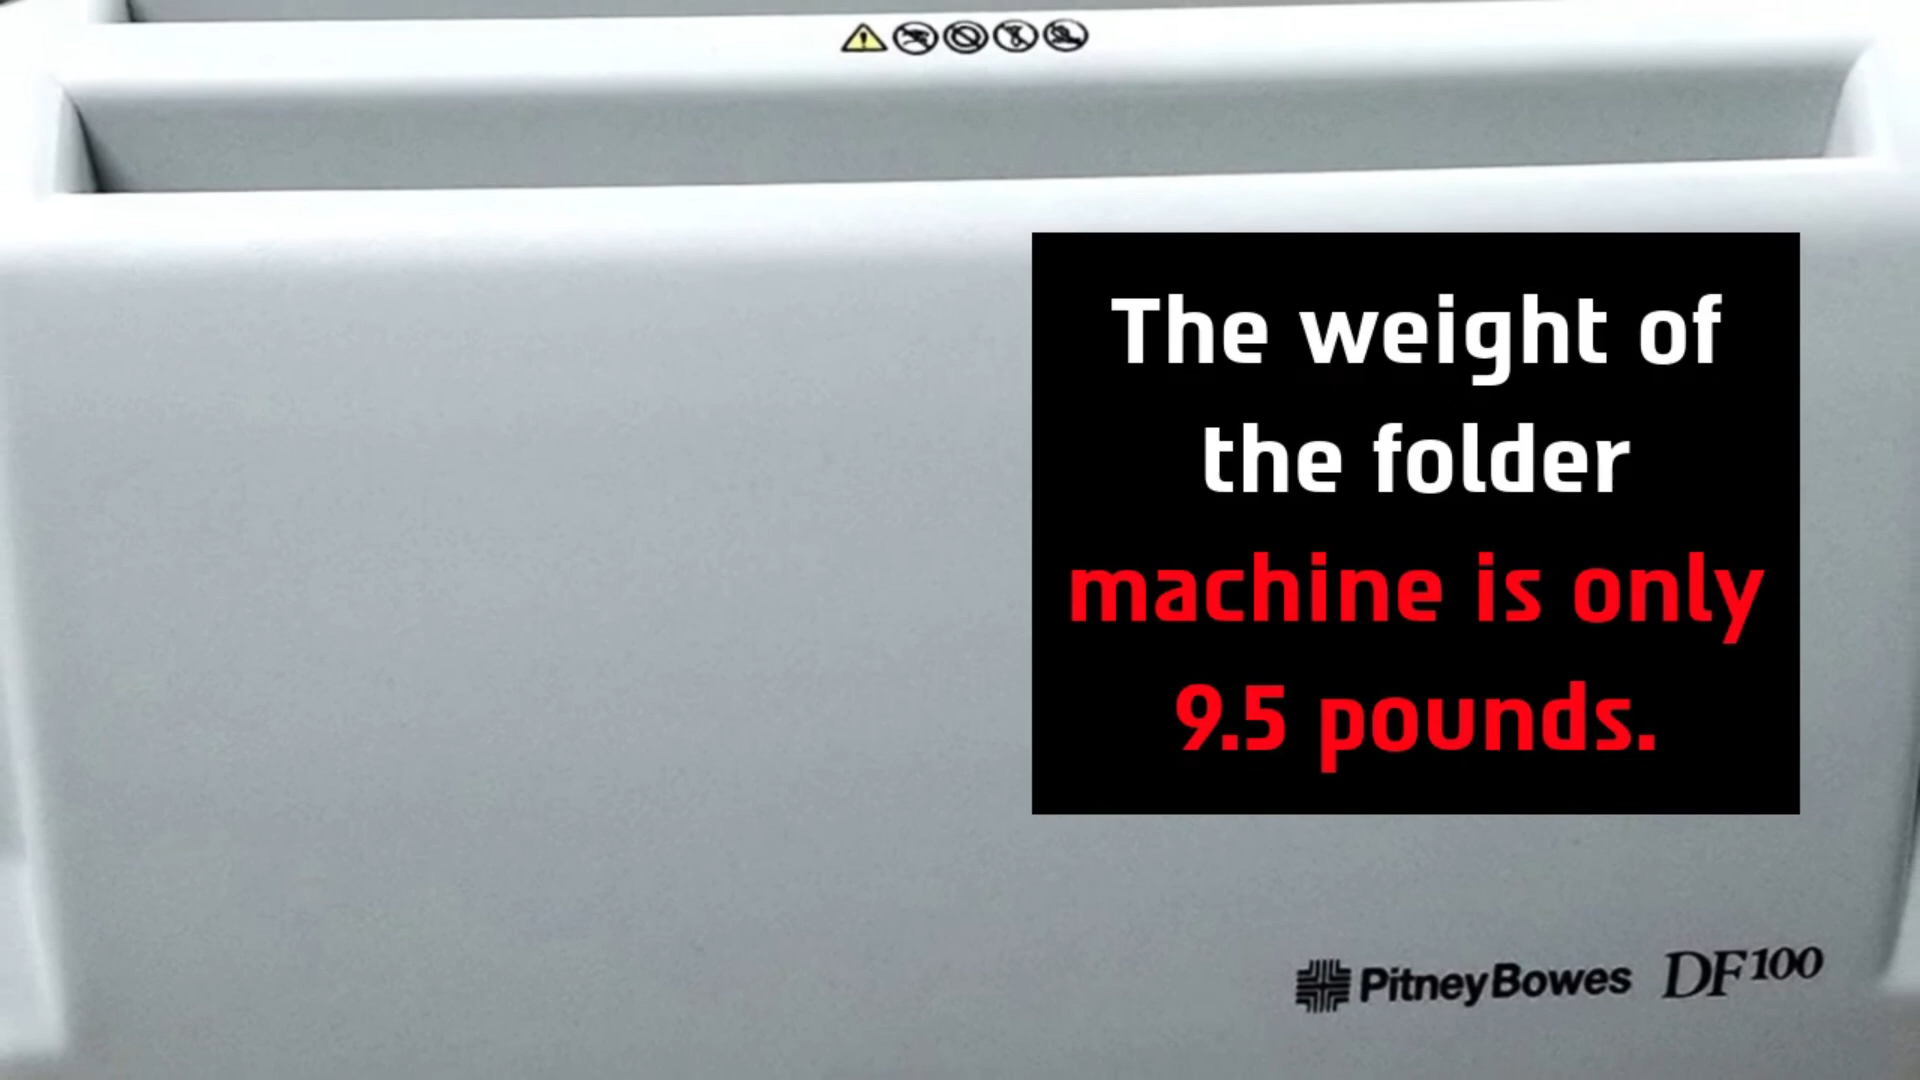 The weight of
the folder
machine is only
9.5 pounds.
PitneyBowes DF100